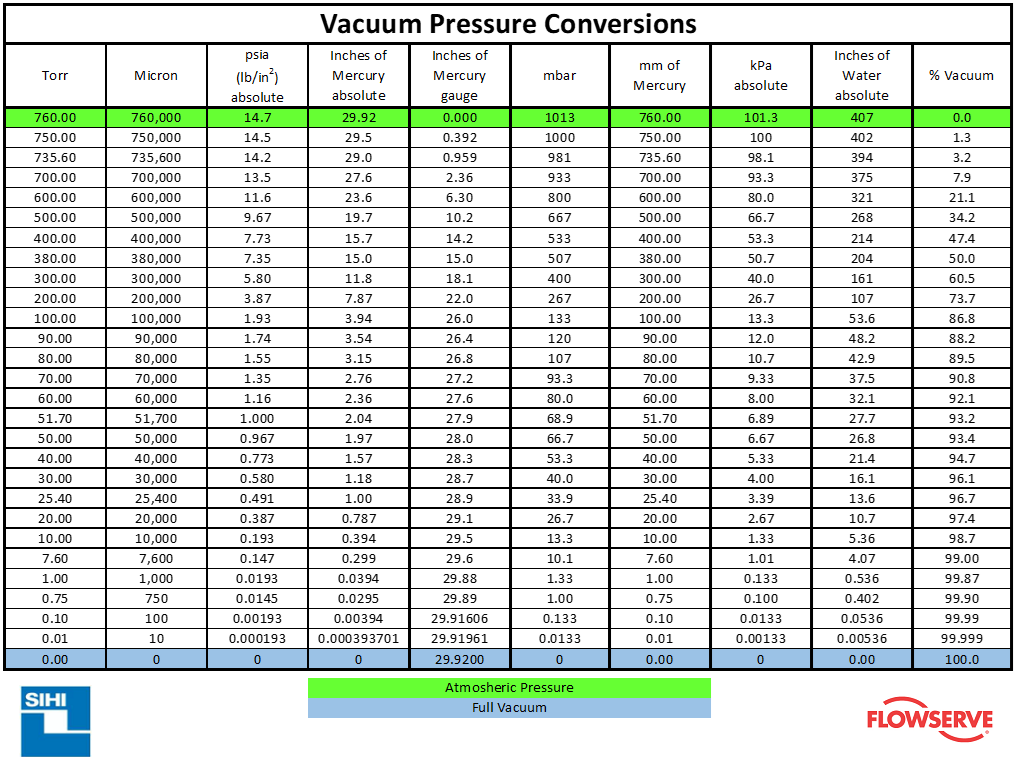 Vacuum Pressure Conversions
Torr Micron psia (lb/in²) absolute Inches of Mercury absolute Inches of Mercury gauge mbar mm of Mercury kPa absolute Inches of Water absolute % Vacuum
760.00 760,000 14.7 29.92 0.000 1013 760.00 101.3 407 0.0
750.00 750,000 14.5 29.5 0.392 1000 750.00 100 402 1.3
735.60 735,600 14.2 29.0 0.959 981 735.60 98.1 394 3.2
700.00 700,000 13.5 27.6 2.36 933 700.00 93.3 375 7.9
600.00 600,000 11.6 23.6 6.30 800 600.00 80.0 321 21.1
500.00 500,000 9.67 19.7 10.2 667 500.00 66.7 268 34.2
400.00 400,000 7.73 15.7 14.2 533 400.00 53.3 214 47.4
380.00 380,000 7.35 15.0 15.0 507 380.00 50.7 204 50.0
300.00 300,000 5.80 11.8 18.1 400 300.00 40.0 161 60.5
200.00 200,000 3.87 7.87 22.0 267 200.00 26.7 107 73.7
100.00 100,000 1.93 3.94 26.0 133 100.00 13.3 53.6 86.8
90.00 90,000 1.74 3.54 26.4 120 90.00 12.0 48.2 88.2
80.00 80,000 1.55 3.15 26.8 107 80.00 10.7 42.9 89.5
70.00 70,000 1.35 2.76 27.2 93.3 70.00 9.33 37.5 90.8
60.00 60,000 1.16 2.36 27.6 80.0 60.00 8.00 32.1 92.1
51.70 51,700 1.000 2.04 27.9 68.9 51.70 6.89 27.7 93.2
50.00 50,000 0.967 1.97 28.0 66.7 50.00 6.67 26.8 93.4
40.00 40,000 0.773 1.57 28.3 53.3 40.00 5.33 21.4 94.7
30.00 30,000 0.580 1.18 28.7 40.0 30.00 4.00 16.1 96.1
25.40 25,400 0.491 1.00 28.9 33.9 25.40 3.39 13.6 96.7
20.00 20,000 0.387 0.787 29.1 26.7 20.00 2.67 10.7 97.4
10.00 10,000 0.193 0.394 29.5 13.3 10.00 1.33 5.36 98.7
7.60 7,600 0.147 0.299 29.6 10.1 7.60 1.01 4.07 99.00
1.00 1,000 0.0193 0.0394 29.88 1.33 1.00 0.133 0.536 99.87
0.75 750 0.0145 0.0295 29.89 1.00 0.75 0.100 0.402 99.90
0.10 100 0.00193 0.00394 29.91606 0.133 0.10 0.0133 0.0536 99.99
0.01 10 0.000193 0.000393701 29.91961 0.0133 0.01 0.00133 0.00536 99.999
0.00 0 0 0 29.9200 0 0.00 0 0.00 100.0
Atmosheric Pressure
Full Vacuum
SIHI
FLOWSERVE